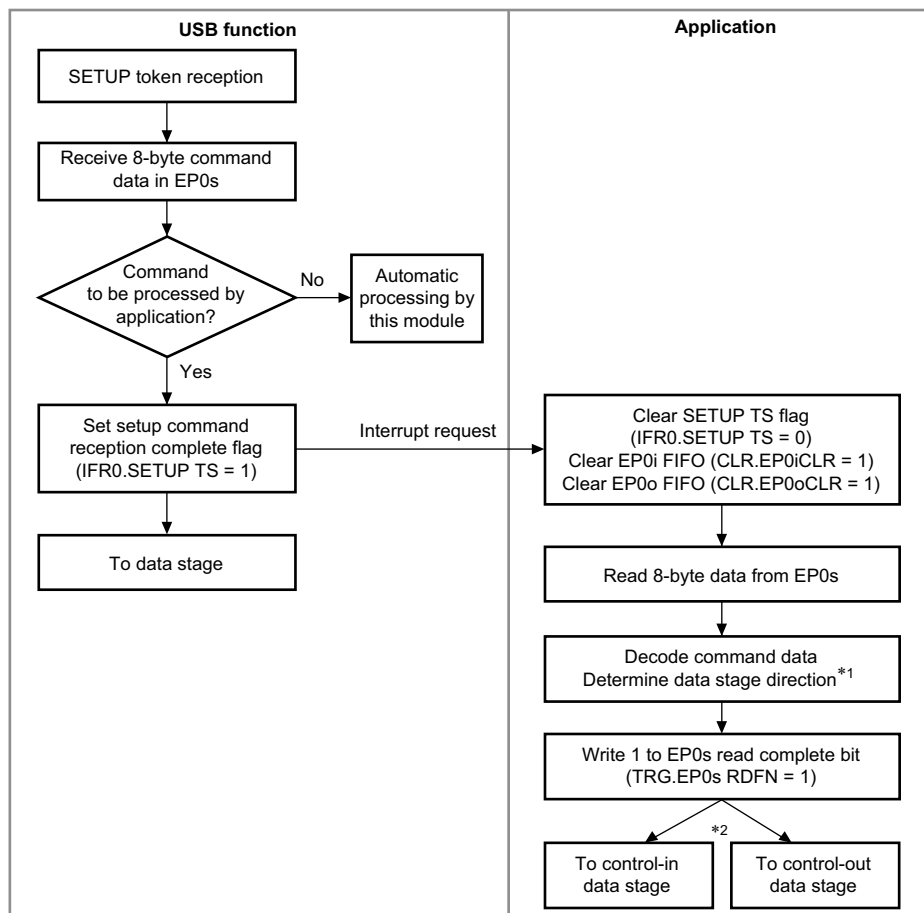 USB function
Application
SETUP token reception
Receive 8-byte command
data in EP0s
Command
to be processed by
application?
No
Automatic
processing by
this module
Yes
Set setup command
reception complete flag
(IFR0.SETUP TS = 1)
Interrupt request
To data stage
Clear SETUP TS flag
(IFR0.SETUP TS = 0)
Clear EP0i FIFO (CLR.EP0iCLR = 1)
Clear EP0o FIFO (CLR.EP0oCLR = 1)
Read 8-byte data from EP0s
Decode command data
Determine data stage direction*1
Write 1 to EP0s read complete bit
(TRG.EP0s RDFN = 1)
*2
To control-in
data stage
To control-out
data stage